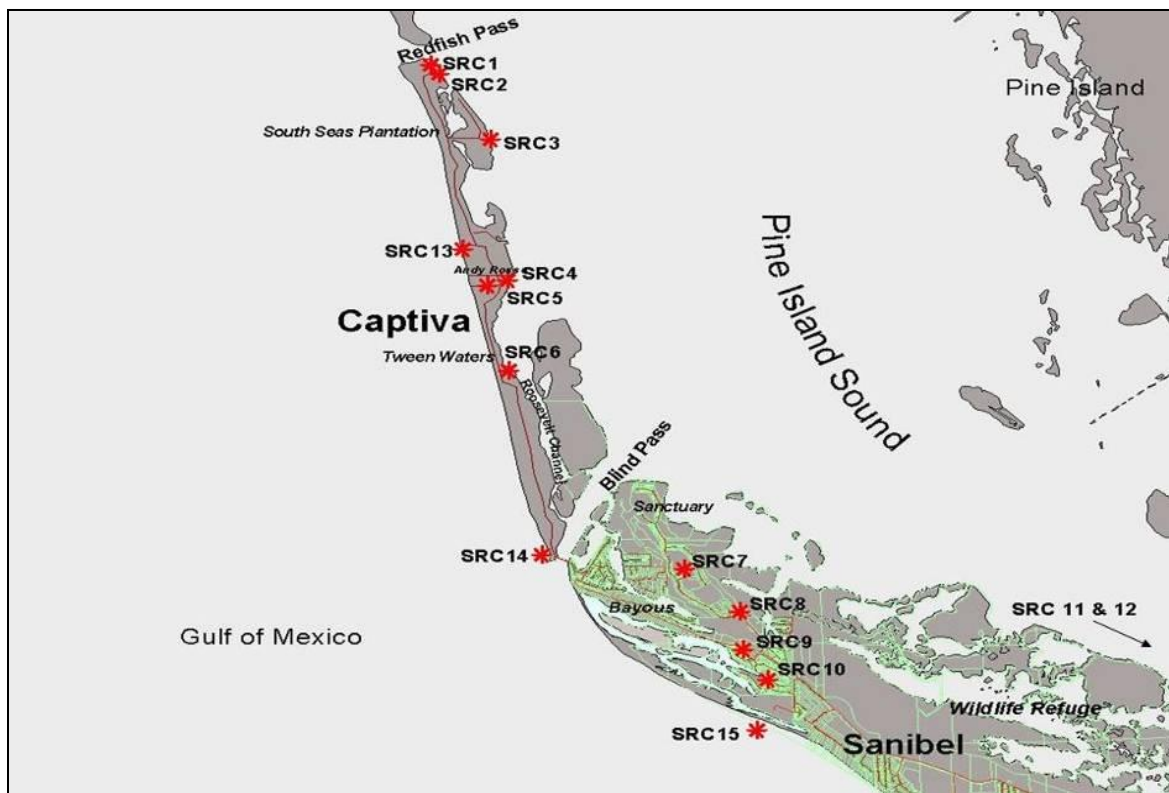 Redfish Pass
SRC1
SRC2
Pine Island
South Seas Plantation
SRC3
SRC13
Andy Ross
SRC4
SRC5
Pine Island Sound
Captiva
SRC6
Tween Waters
Roosevelt Channel
Blind Pass
Sanctuary
SRC14
SRC7
Bayous
SRC8
SRC 11 & 12
Gulf of Mexico
SRC9
SRC10
Wildlife Refuge
SRC15
Sanibel